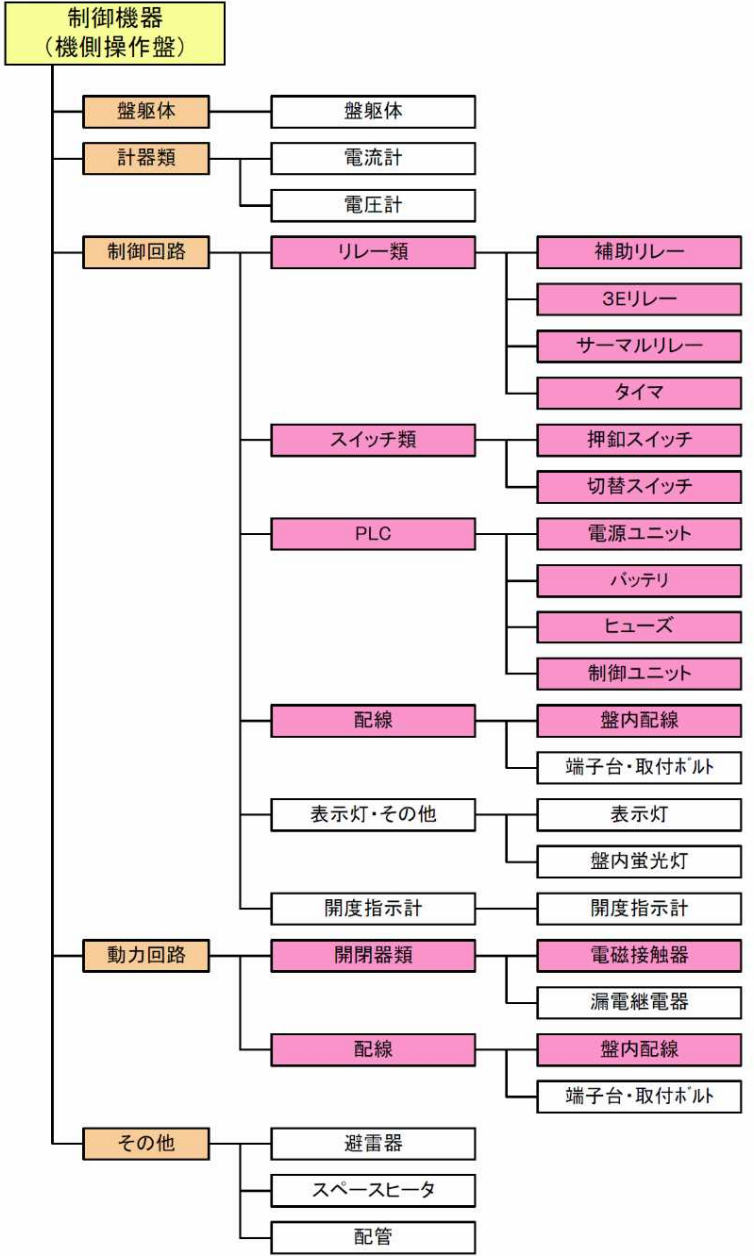 制御機器
（機側操作盤）
盤躯体
盤躯体
計器類
電流計
電圧計
制御回路
リレー類
補助リレー
3Eリレー
サーマルリレー
タイマ
スイッチ類
押釦スイッチ
切替スイッチ
PLC
電源ユニット
バッテリ
ヒューズ
制御ユニット
配線
盤内配線
端子台・取付ﾎﾞﾙﾄ
表示灯・その他
表示灯
盤内蛍光灯
開度指示計
開度指示計
動力回路
開閉器類
電磁接触器
漏電継電器
配線
盤内配線
端子台・取付ﾎﾞﾙﾄ
その他
避雷器
スペースヒータ
配管